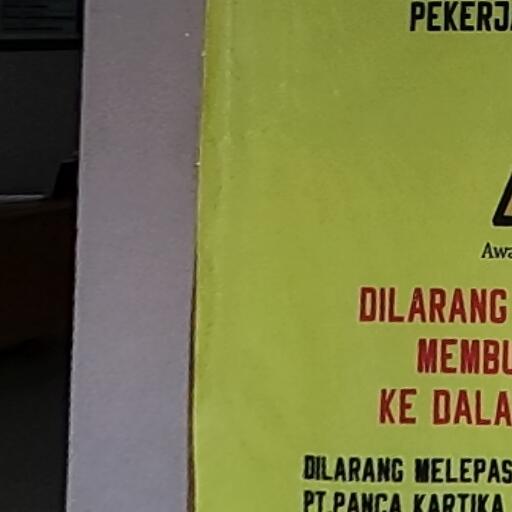 PEKERJA
Awa
DILARANG
MEMBU
KE DALA
DILARANG MELEPAS
PT.PANCA KARTIKA